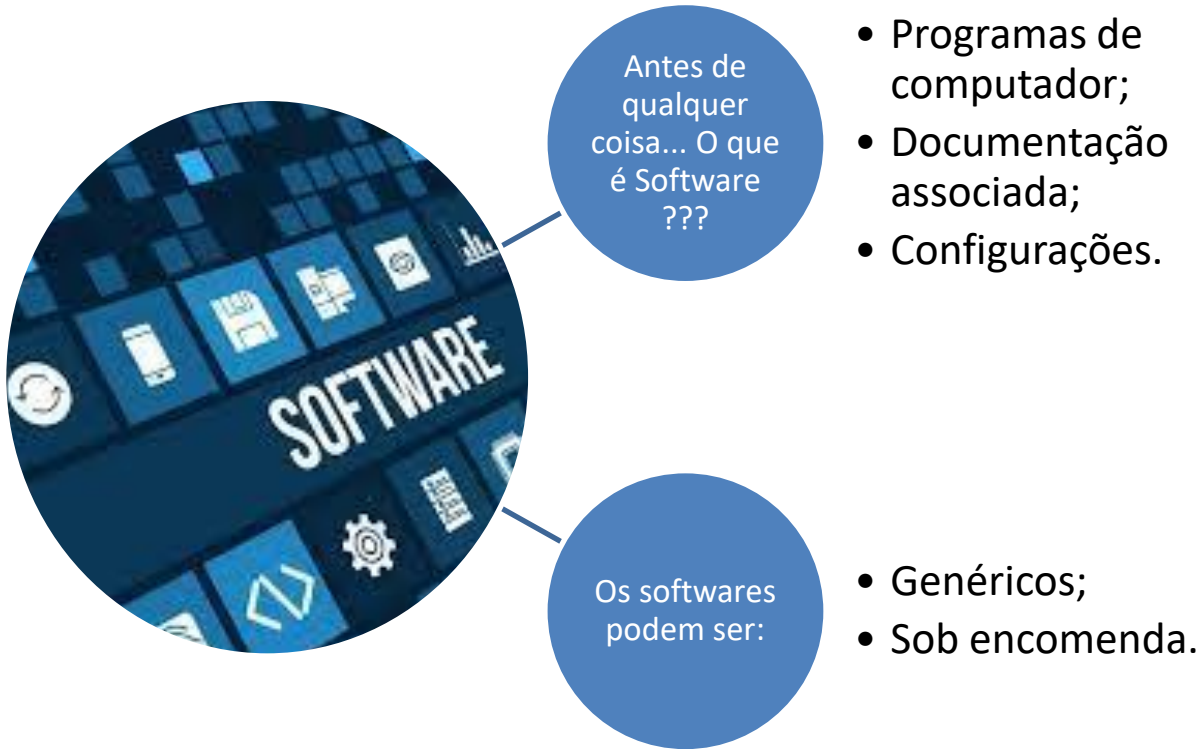 Antes de
qualquer
coisa... O que
é Software
???
• Programas de
computador;
• Documentação
associada;
• Configurações.
SOFTWARE
Os softwares
podem ser:
• Genéricos;
• Sob encomenda.